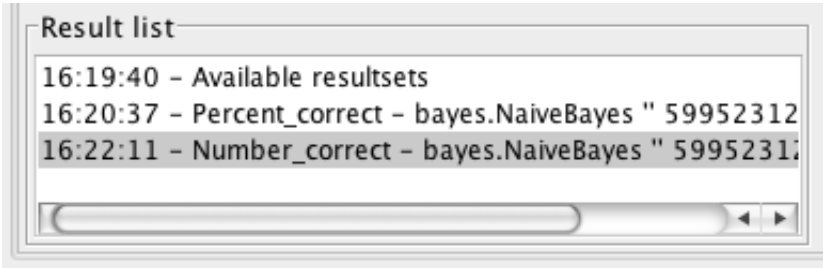 Result list
16:19:40 – Available resultsets
16:20:37 – Percent_correct – bayes.NaiveBayes '' 59952312
16:22:11 – Number_correct – bayes.NaiveBayes '' 5995231